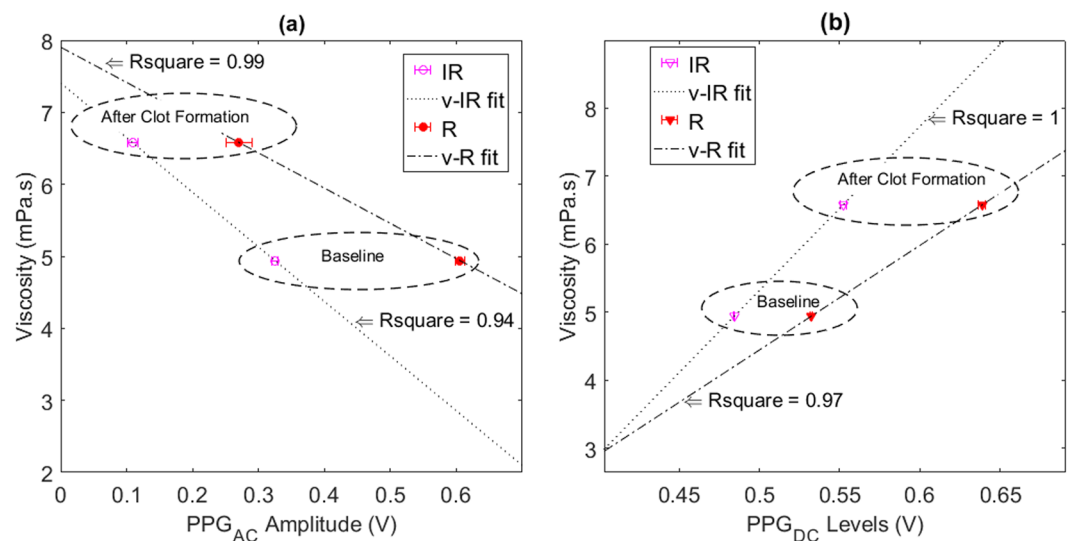 (a)
8
7
6
5
4
3
2
Viscosity (mPa.s)
⇐ Rsquare = 0.99
After Clot Formation
Baseline
⇐ Rsquare = 0.94
IR
v-IR fit
R
v-R fit
0 0.1 0.2 0.3 0.4 0.5 0.6
PPG_AC Amplitude (V)
(b)
8
7
6
5
4
3
Viscosity (mPa.s)
IR
v-IR fit
R
v-R fit
⇐ Rsquare = 1
After Clot Formation
Baseline
⇐ Rsquare = 0.97
0.45 0.5 0.55 0.6 0.65
PPG_DC Levels (V)